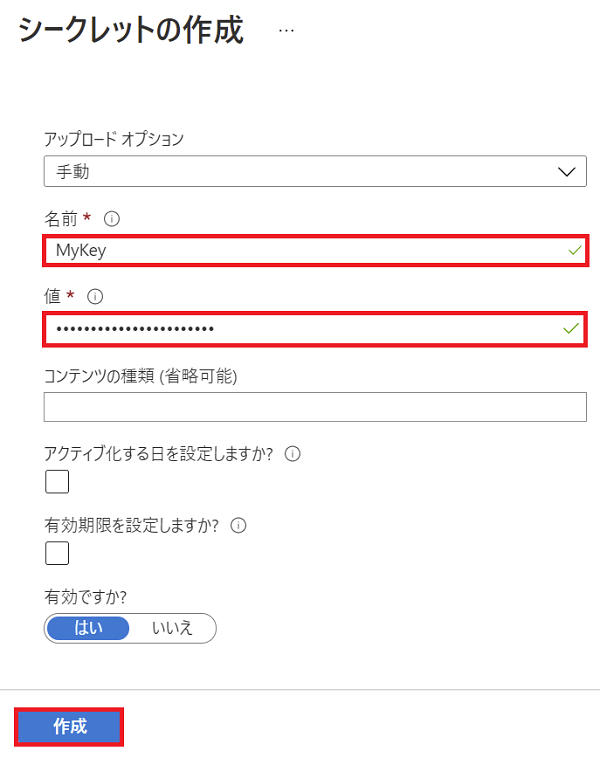 シークレットの作成 …
アップロード オプション
手動
名前 *
MyKey
値 *
•••••••••••••••••••••••
コンテンツの種類 (省略可能)
アクティブ化する日を設定しますか?
有効期限を設定しますか?
有効ですか?
はい いいえ
作成